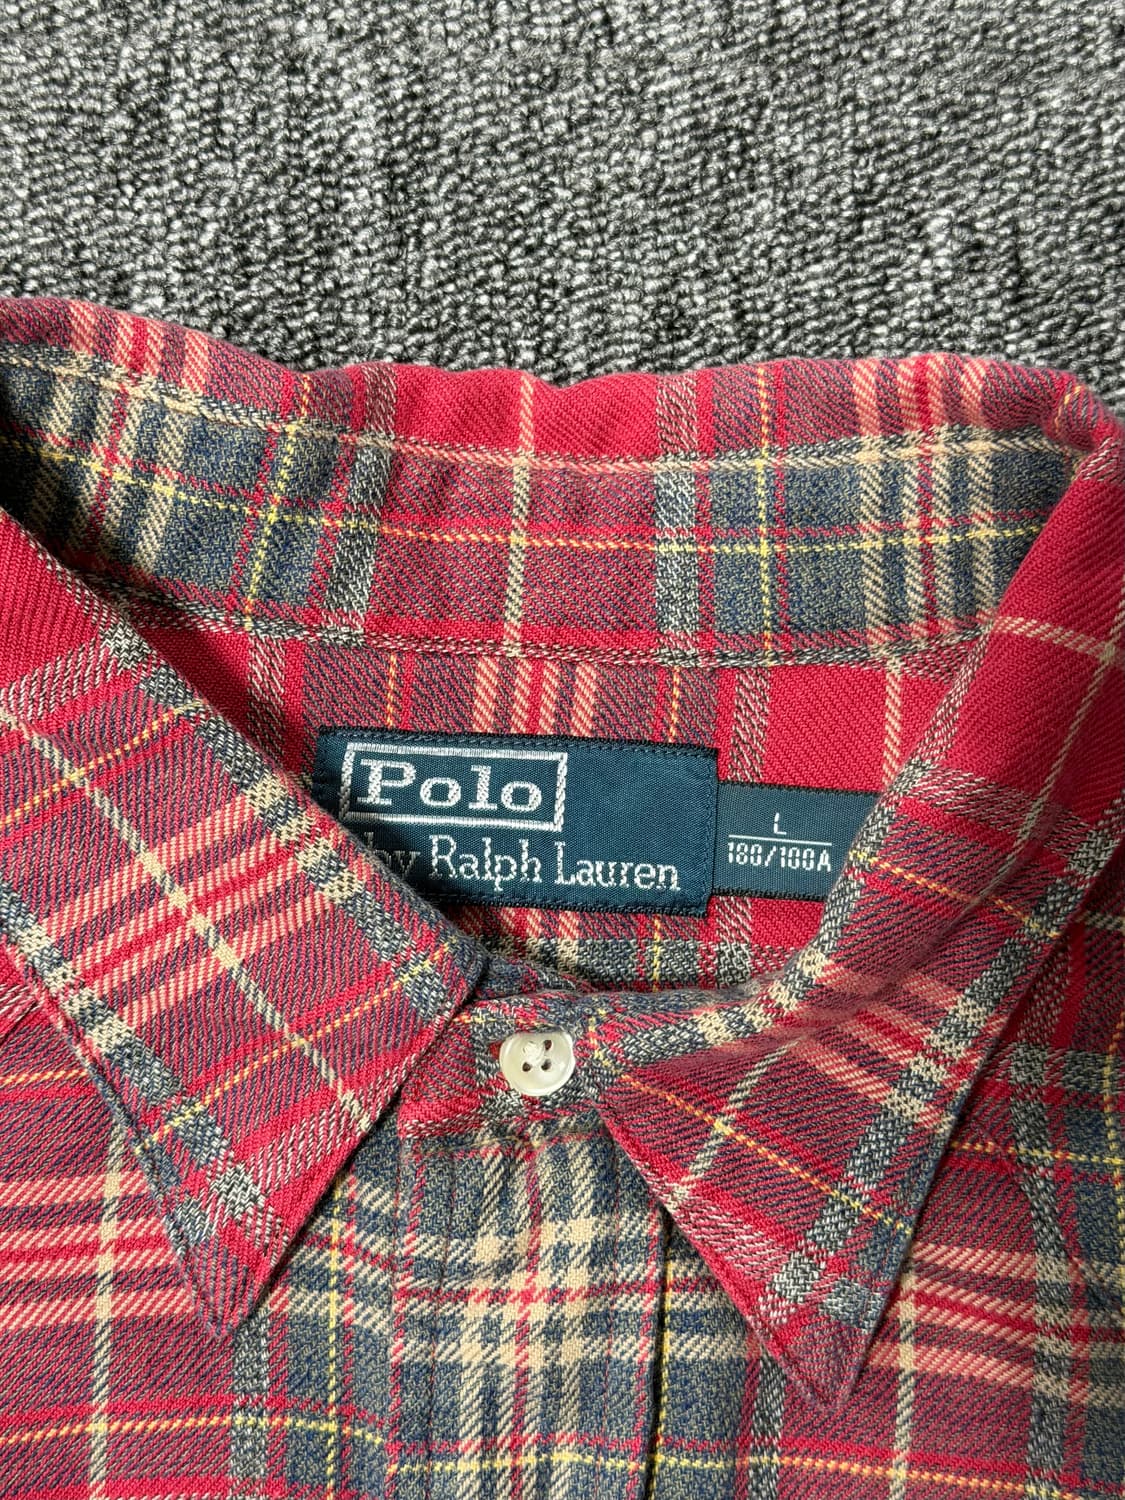 Polo
by Ralph Lauren
L
180/100A